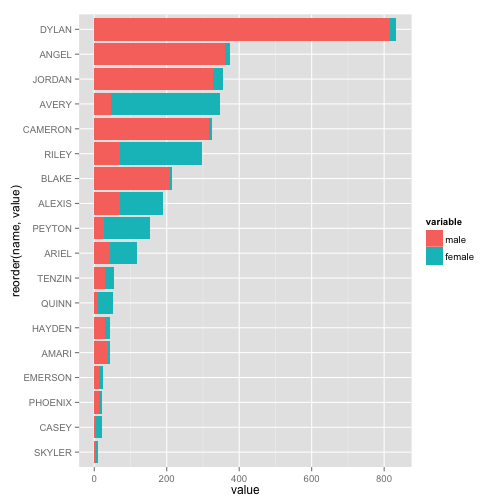 DYLAN
ANGEL
JORDAN
AVERY
CAMERON
RILEY
BLAKE
ALEXIS
PEYTON
ARIEL
TENZIN
QUINN
HAYDEN
AMARI
EMERSON
PHOENIX
CASEY
SKYLER
reorder(name, value)
0 200 400 600 800
value
variable
male
female